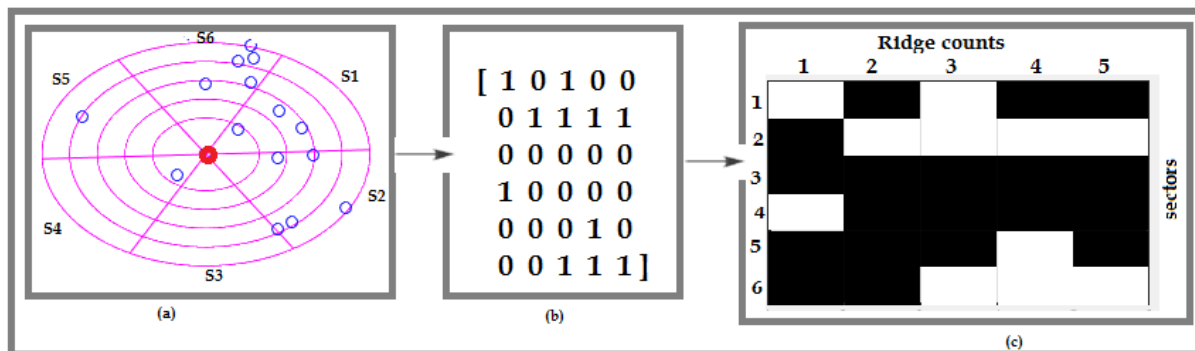 S6
S5
S1
S4
S2
S3
(a)
[ 1 0 1 0 0
0 1 1 1 1
0 0 0 0 0
1 0 0 0 0
0 0 0 1 0
0 0 1 1 1 ]
(b)
Ridge counts
1 2 3 4 5
1
2
3
4
5
6
sectors
(c)